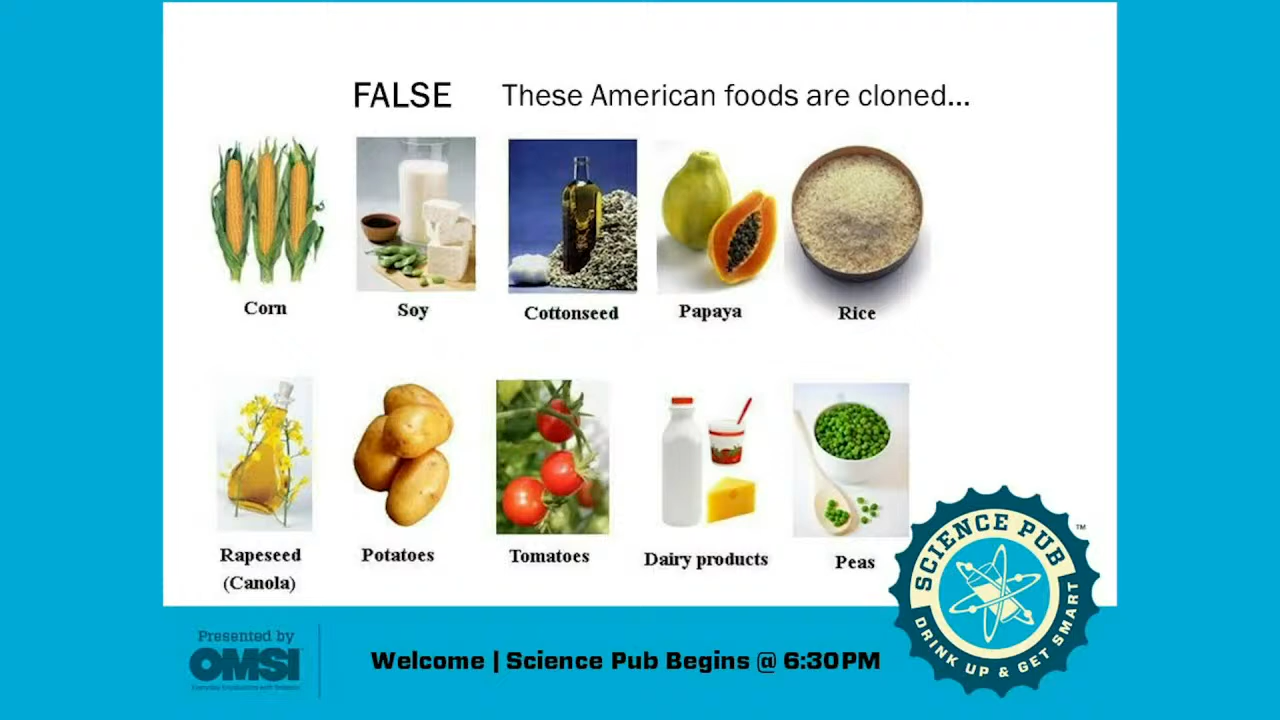 FALSE These American foods are cloned...
Corn
Soy
Cottonseed
Papaya
Rice
Rapeseed
(Canola)
Potatoes
Tomatoes
Dairy products
Peas
SCIENCE PUB
™
DRINK UP & GET SMART
Presented by
OMSI
Welcome | Science Pub Begins @ 6:30PM